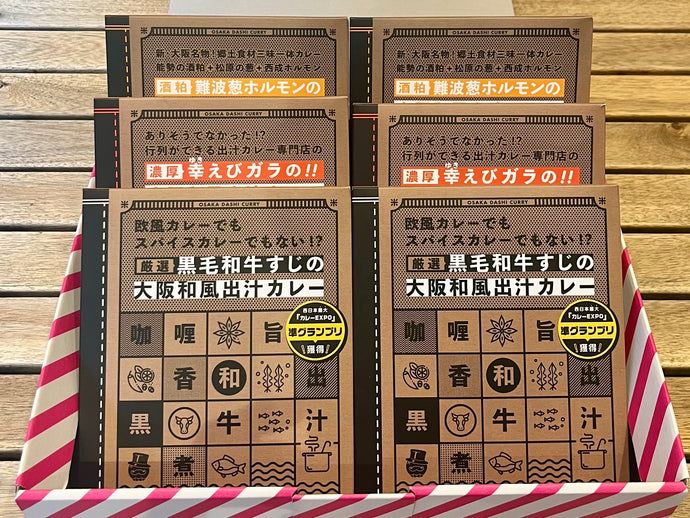 OSAKA DASHI CURRY
新・大阪名物!郷土食材三味一体カレー
能勢の酒粕+松原の葱+西成ホルモン
酒粕 難波葱ホルモンの
OSAKA DASHI CURRY
新・大阪名物!郷土食材三味一体カレー
能勢の酒粕+松原の葱+西成ホルモン
酒粕 難波葱ホルモンの
ありそうでなかった!?
行列ができる出汁カレー専門店の
ゆき
濃厚 幸えびガラの!!
ありそうでなかった!?
行列ができる出汁カレー専門店の
ゆき
濃厚 幸えびガラの!!
OSAKA DASHI CURRY
欧風カレーでも
スパイスカレーでもない!?
厳選 黒毛和牛すじの
大阪和風出汁カレー
西日本最大
「カレーEXPO」
準グランプリ
獲得
咖 喱 旨
香 和
黒 牛 汁
煮
OSAKA DASHI CURRY
欧風カレーでも
スパイスカレーでもない!?
厳選 黒毛和牛すじの
大阪和風出汁カレー
西日本最大
「カレーEXPO」
準グランプリ
獲得
咖 喱 旨
香 和
黒 牛 汁
煮